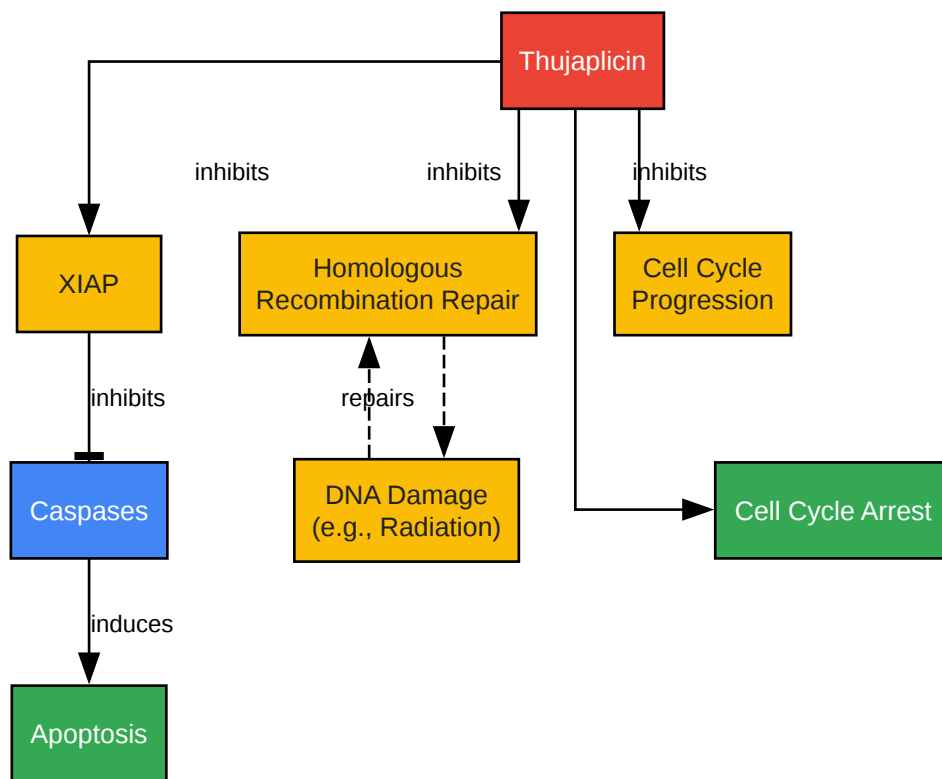 Thujaplicin
inhibits
inhibits
inhibits
XIAP
Homologous
Recombination Repair
Cell Cycle
Progression
inhibits
repairs
Caspases
DNA Damage
(e.g., Radiation)
Cell Cycle Arrest
induces
Apoptosis